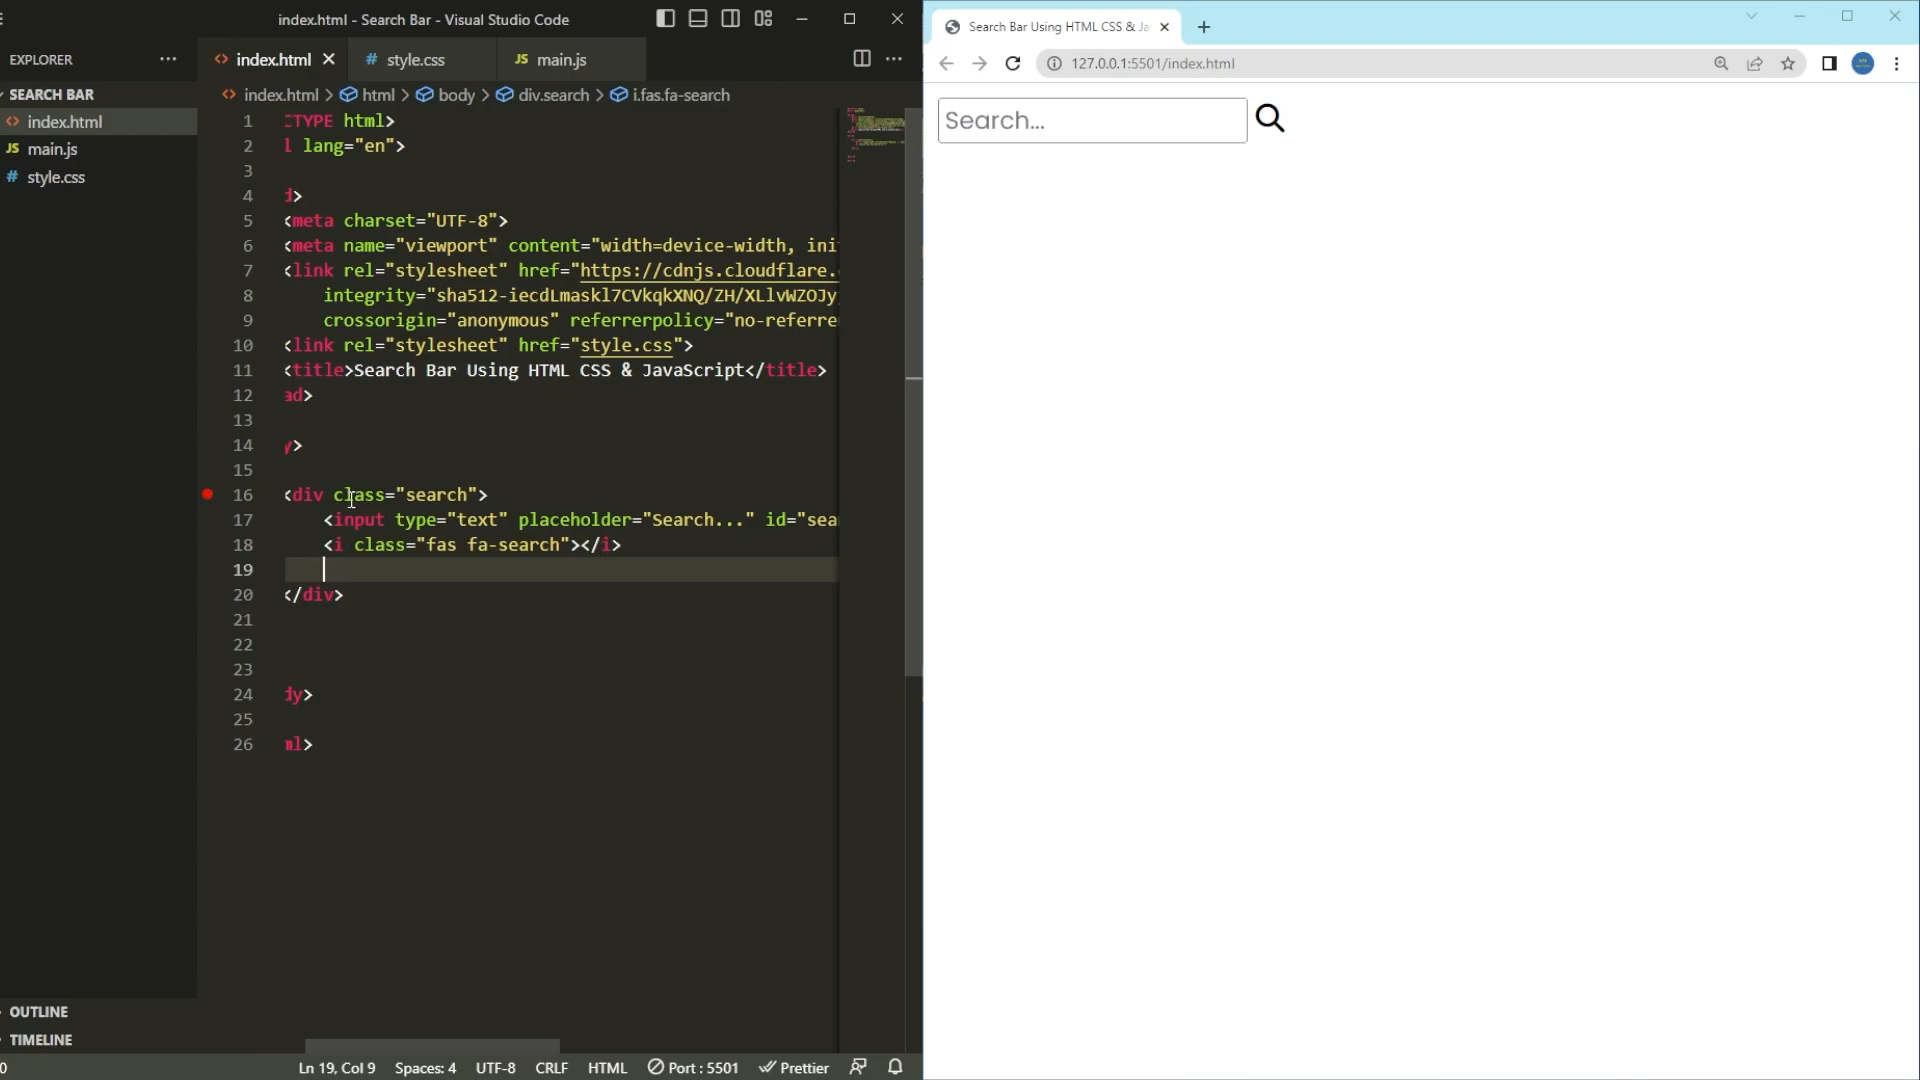 index.html - Search Bar - Visual Studio Code
EXPLORER
index.html
style.css
JS main.js
SEARCH BAR
index.html > html > body > div.search > i.fas.fa-search
index.html
JS main.js
style.css
1 CTYPE html>
2 l lang="en">
3
4 d>
5 <meta charset="UTF-8">
6 <meta name="viewport" content="width=device-width, ini
7 <link rel="stylesheet" href="https://cdnjs.cloudflare.
8 integrity="sha512-iecdLmaskl7CVkqkXNQ/ZH/XLlvWZOJy
9 crossorigin="anonymous" referrerpolicy="no-referre
10 <link rel="stylesheet" href="style.css">
11 <title>Search Bar Using HTML CSS & JavaScript</title>
12 ad>
13
14 y>
15
16 <div class="search">
17 <input type="text" placeholder="Search..." id="sea
18 <i class="fas fa-search"></i>
19
20 </div>
21
22
23
24 dy>
25
26 ml>
OUTLINE
TIMELINE
0 Ln 19, Col 9 Spaces: 4 UTF-8 CRLF HTML Port : 5501 Prettier
Search Bar Using HTML CSS & Ja
127.0.0.1:5501/index.html
Search...